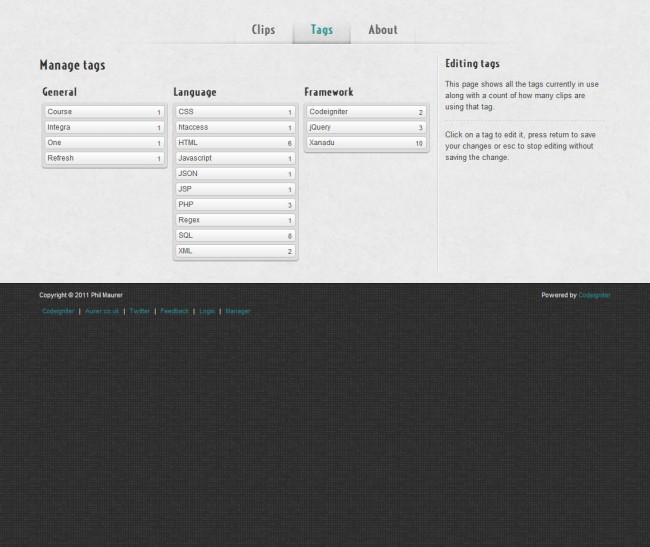 Clips
Tags
About
Manage tags
General
Course 1
Integra 1
One 1
Refresh 1
Language
CSS 1
htaccess 1
HTML 6
Javascript 1
JSON 1
JSP 1
PHP 3
Regex 1
SQL 6
XML 2
Framework
Codeigniter 2
jQuery 3
Xanadu 10
Editing tags
This page shows all the tags currently in use
along with a count of how many clips are
using that tag.
Click on a tag to edit it, press return to save
your changes or esc to stop editing without
saving the change.
Copyright © 2011 Phil Maurer
Powered by Codeigniter
Codeigniter | Aurer.co.uk | Twitter | Feedback | Login | Manager